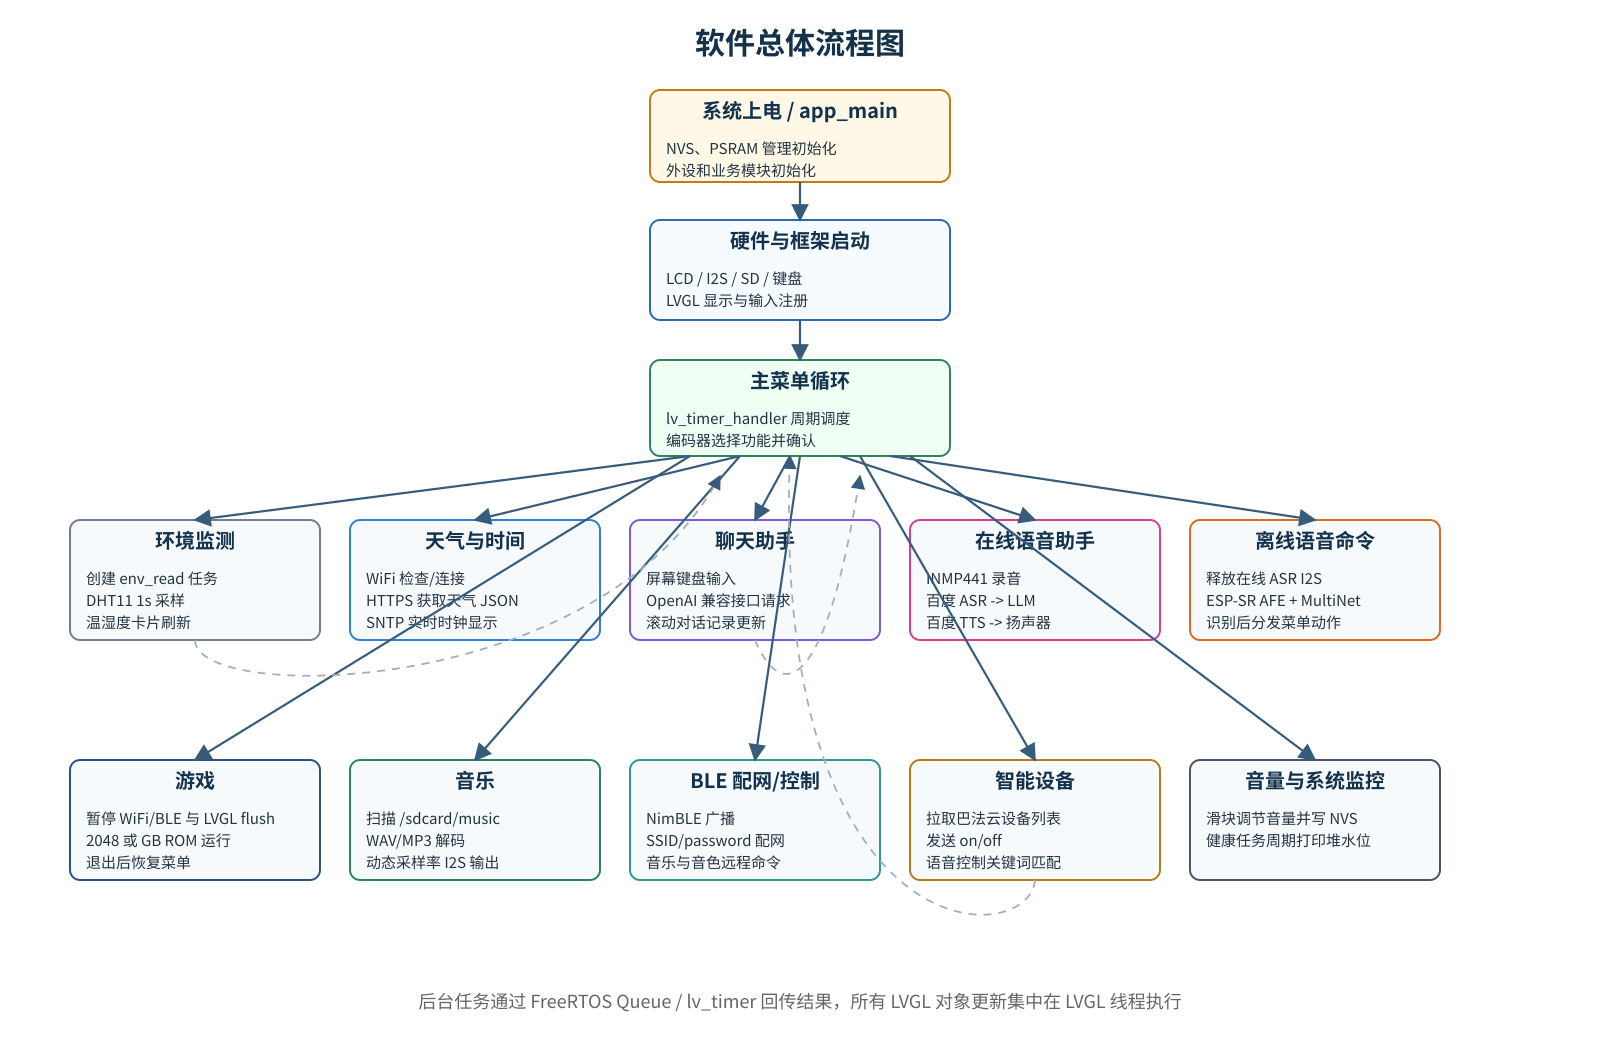 软件总体流程图
系统上电 / app_main
NVS、PSRAM 管理初始化
外设和业务模块初始化
硬件与框架启动
LCD / I2S / SD / 键盘
LVGL 显示与输入注册
主菜单循环
lv_timer_handler 周期调度
编码器选择功能并确认
环境监测
创建 env_read 任务
DHT11 1s 采样
温湿度卡片刷新
天气与时间
WiFi 检查/连接
HTTPS 获取天气 JSON
SNTP 实时时钟显示
聊天助手
屏幕键盘输入
OpenAI 兼容接口请求
滚动对话记录更新
在线语音助手
INMP441 录音
百度 ASR -> LLM
百度 TTS -> 扬声器
离线语音命令
释放在线 ASR I2S
ESP-SR AFE + MultiNet
识别后分发菜单动作
游戏
暂停 WiFi/BLE 与 LVGL flush
2048 或 GB ROM 运行
退出后恢复菜单
音乐
扫描 /sdcard/music
WAV/MP3 解码
动态采样率 I2S 输出
BLE 配网/控制
NimBLE 广播
SSID/password 配网
音乐与音色远程命令
智能设备
拉取巴法云设备列表
发送 on/off
语音控制关键词匹配
音量与系统监控
滑块调节音量并写 NVS
健康任务周期打印堆水位
后台任务通过 FreeRTOS Queue / lv_timer 回传结果，所有 LVGL 对象更新集中在 LVGL 线程执行